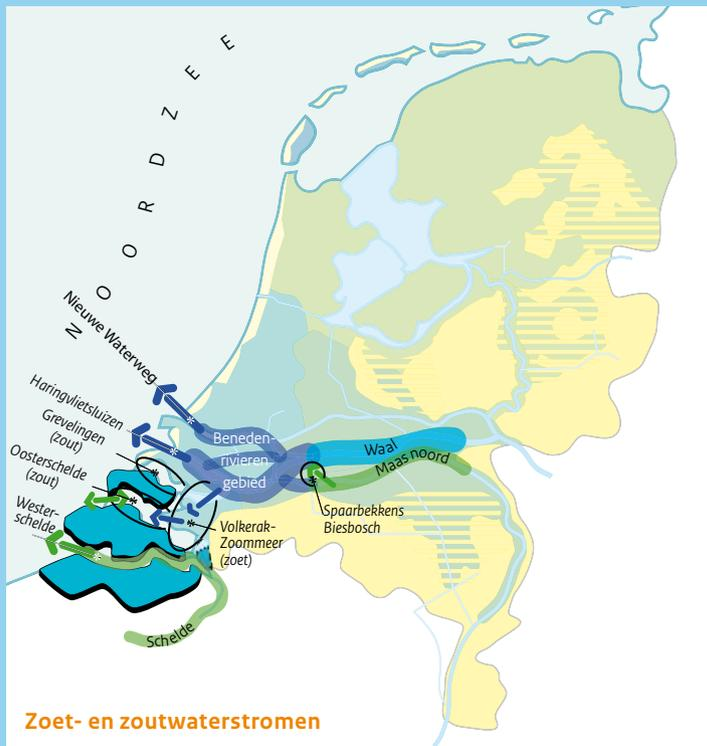 NOORDZEE
Nieuwe Waterweg
Haringvlietsluizen
Grevelingen
(zout)
Oosterschelde
(zout)
Wester-
schelde
Beneden-
rivieren
gebied
Waal
Maas noord
Spaarbekkens
Biesbosch
Volkerak-
Zoommeer
(zoet)
Schelde
Zoet- en zoutwaterstromen